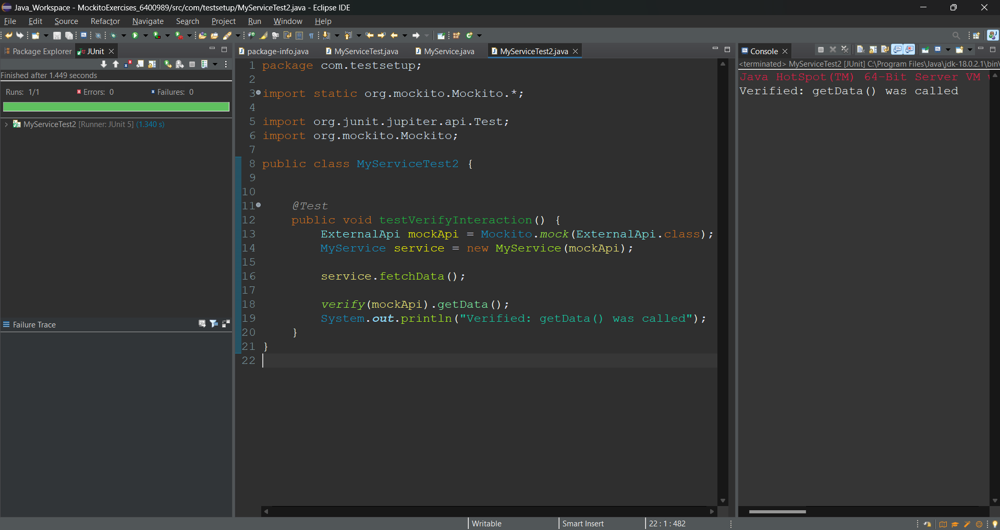 Java_Workspace - MockitoExercises_6400989/src/com/testsetup/MyServiceTest2.java - Eclipse IDE
File Edit Source Refactor Navigate Search Project Run Window Help
Package Explorer JUnit
Finished after 1.449 seconds
Runs: 1/1 Errors: 0 Failures: 0
MyServiceTest2 [Runner: JUnit 5] (1.340 s)
Failure Trace
package-info.java MyServiceTest.java MyService.java MyServiceTest2.java
1 package com.testsetup;
2
3 import static org.mockito.Mockito.*;
4
5 import org.junit.jupiter.api.Test;
6 import org.mockito.Mockito;
7
8 public class MyServiceTest2 {
9
10
11 @Test
12 public void testVerifyInteraction() {
13 ExternalApi mockApi = Mockito.mock(ExternalApi.class);
14 MyService service = new MyService(mockApi);
15
16 service.fetchData();
17
18 verify(mockApi).getData();
19 System.out.println("Verified: getData() was called");
20 }
21 }
22
Console
<terminated> MyServiceTest2 [JUnit] C:\Program Files\Java\jdk-18.0.2.1\bin\
Java HotSpot(TM) 64-Bit Server VM
Verified: getData() was called
Writable Smart Insert 22 : 1 : 482